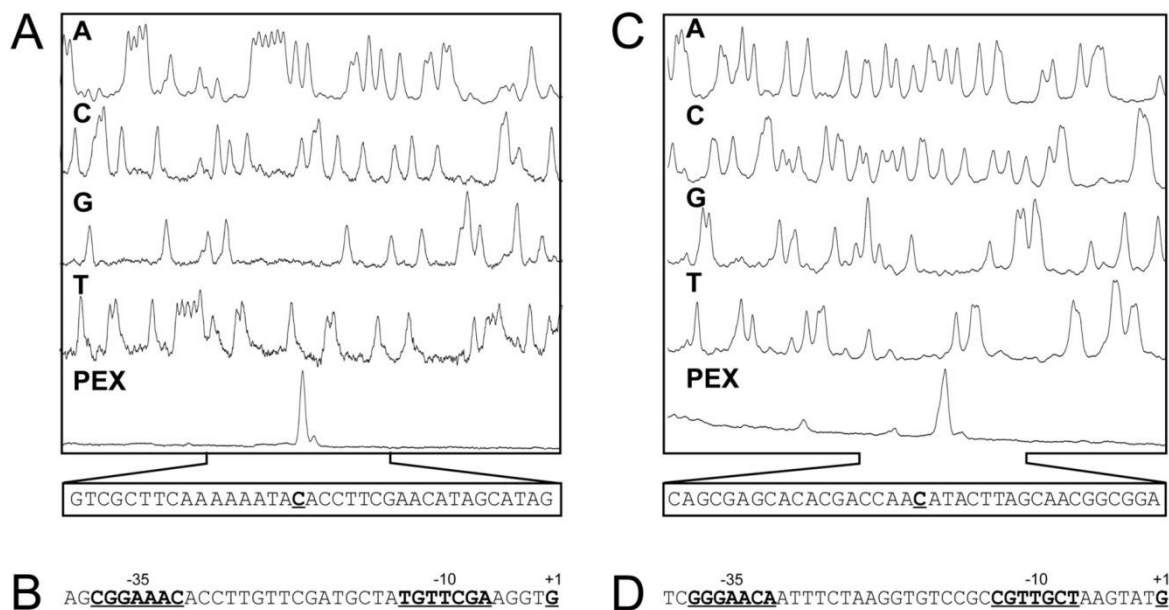 A
A
C
G
T
PEX
GTCGCTTCAAAAAATACACCTTCGAACATAGCATAG
B
-35 -10 +1
AGCGGAAACACCTTGTTCGATGCTATGTTCGAAGGTG
C
A
C
G
T
PEX
CAGCGAGCACACGACCAACATACTTAGCAACGGCGGA
D
-35 -10 +1
TCGGGAACAATTTCTAAGGTGTCCGCCGTTGCTAAGTATG